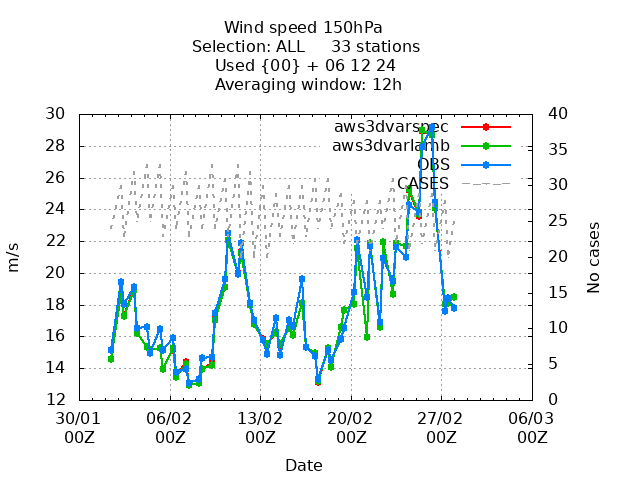 Wind speed 150hPa
Selection: ALL 33 stations
Used {00} + 06 12 24
Averaging window: 12h
30 40
aws3dvarspec
28 35
aws3dvarlamb
OBS
26 30
CASES
24 25
22
m/s No cases
20 20
18 15
16 10
14 5
12 0
30/01 06/02 13/02 20/02 27/02 06/03
00Z 00Z 00Z 00Z 00Z 00Z
Date